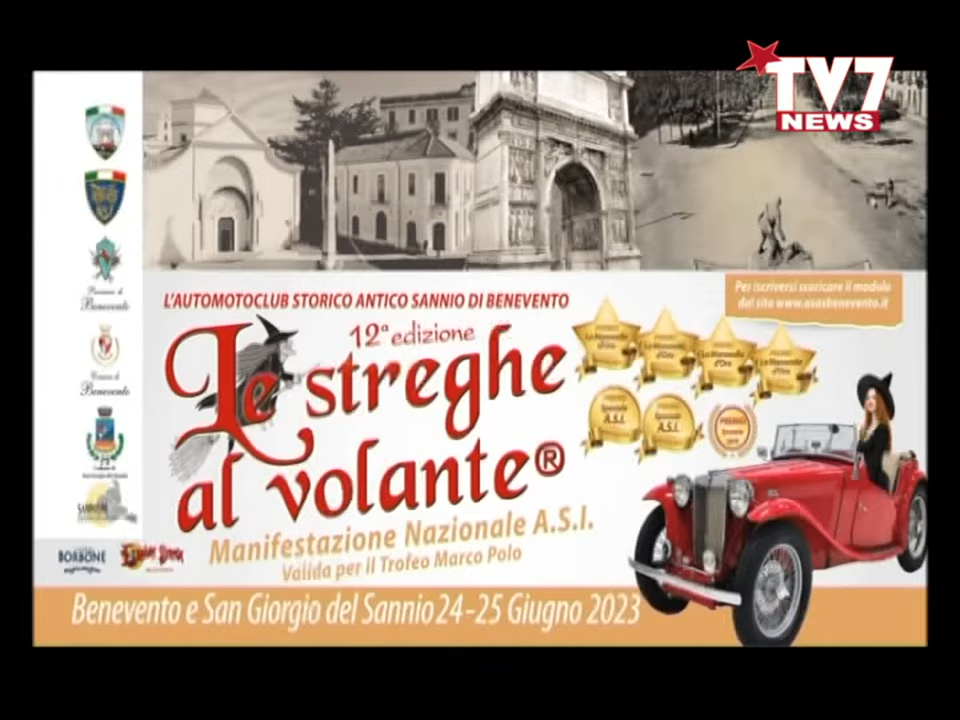 TV7
NEWS
L'AUTOMOTOCLUB STORICO ANTICO SANNIO DI BENEVENTO
Per iscriversi scaricare il modulo
dal sito www.asasbenevento.it
12ª edizione
Le streghe
al volante®
Manifestazione Nazionale A.S.I.
Valida per il Trofeo Marco Polo
Benevento e San Giorgio del Sannio 24-25 Giugno 2023
Provincia di
Benevento
Comune di
Benevento
BORBONE
A.S.I.
A.S.I.
PREMIO